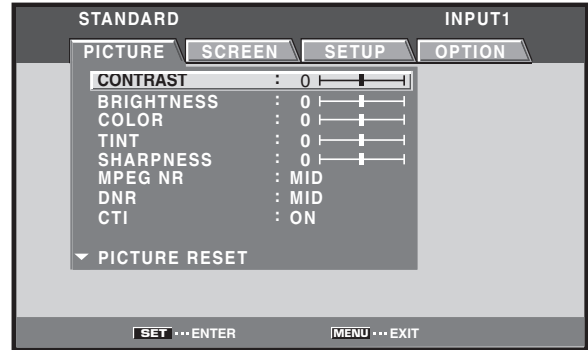 STANDARD INPUT1
PICTURE SCREEN SETUP OPTION
CONTRAST : 0
BRIGHTNESS : 0
COLOR : 0
TINT : 0
SHARPNESS : 0
MPEG NR : MID
DNR : MID
CTI : ON
PICTURE RESET
SET ··· ENTER MENU ··· EXIT